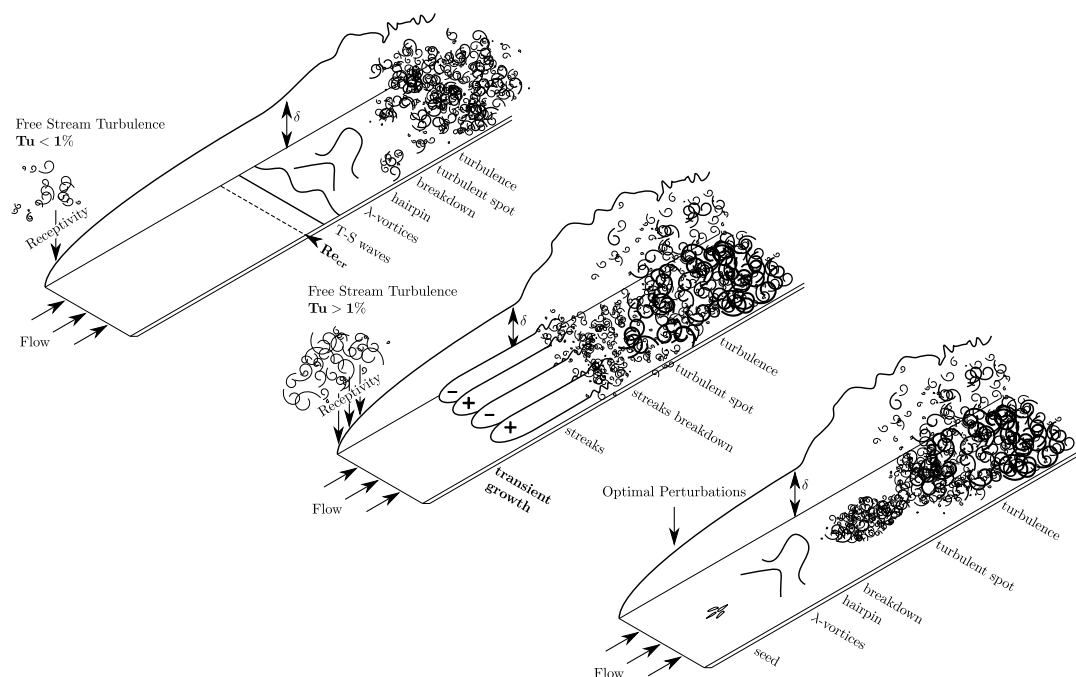 Free Stream Turbulence
Tu < 1%
Receptivity
Flow
δ
turbulence
turbulent spot
breakdown
hairpin
λ-vortices
T-S waves
Re_cr
Free Stream Turbulence
Tu > 1%
Receptivity
Flow
δ
−
+
−
+
turbulence
turbulent spot
streaks breakdown
streaks
transient
growth
Optimal Perturbations
Flow
δ
turbulence
turbulent spot
breakdown
hairpin
λ-vortices
seed